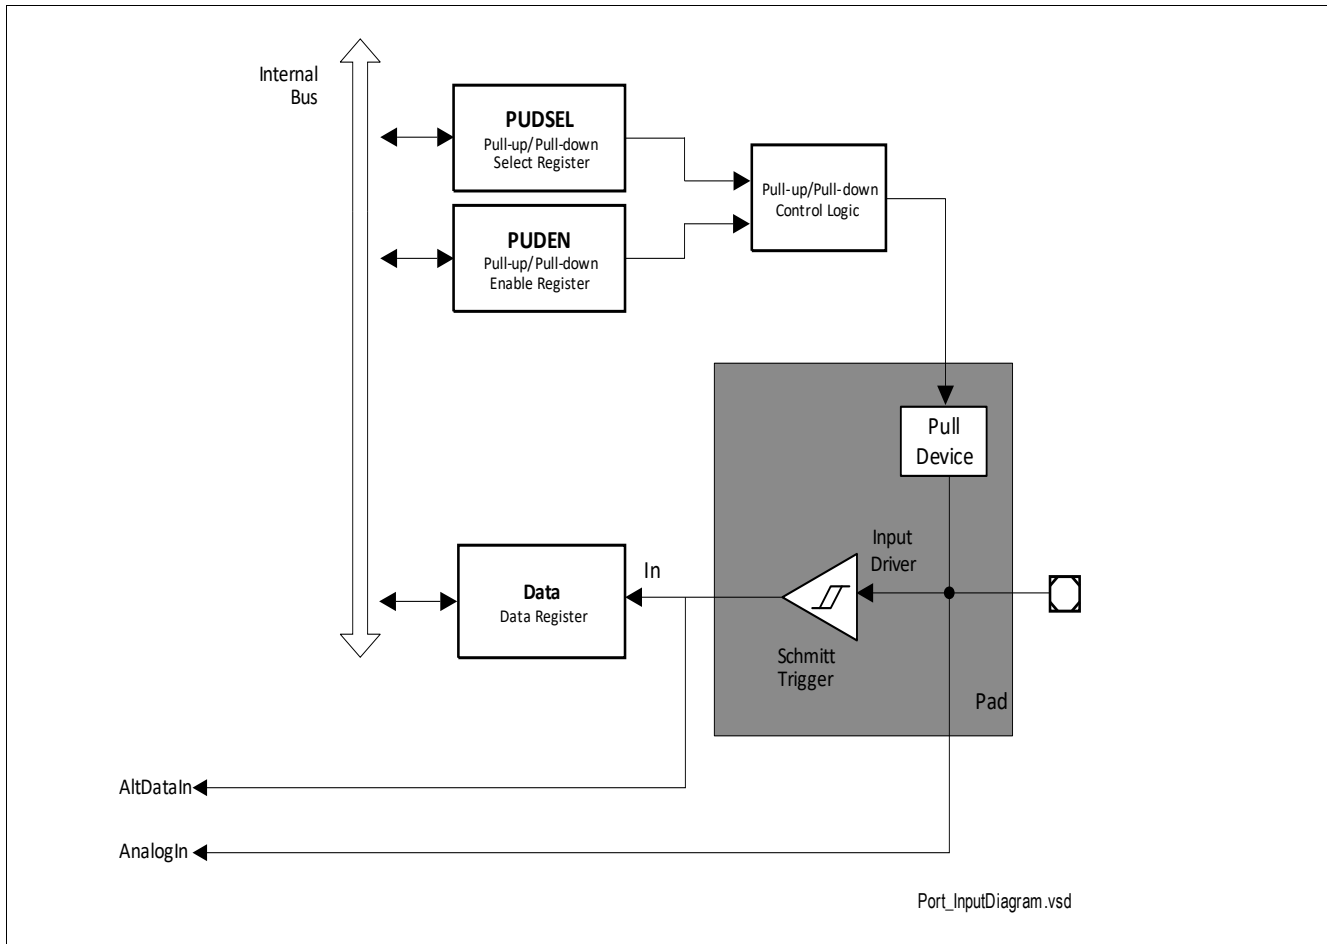 Internal
Bus
PUDSEL
Pull-up/Pull-down
Select Register
PUDEN
Pull-up/Pull-down
Enable Register
Pull-up/Pull-down
Control Logic
Pull
Device
Input
Driver
In
Data
Data Register
Schmitt
Trigger
Pad
AltDataIn
AnalogIn
Port_InputDiagram.vsd